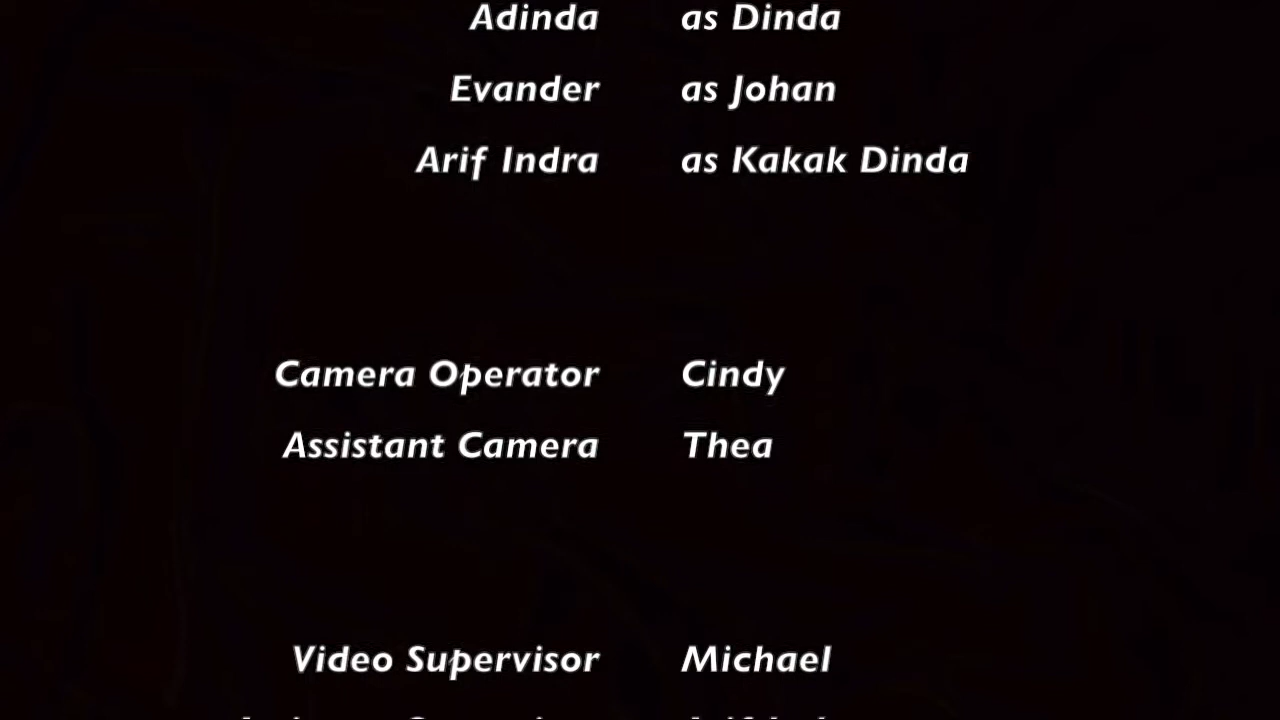 Adinda as Dinda
Evander as Johan
Arif Indra as Kakak Dinda
Camera Operator Cindy
Assistant Camera Thea
Video Supervisor Michael